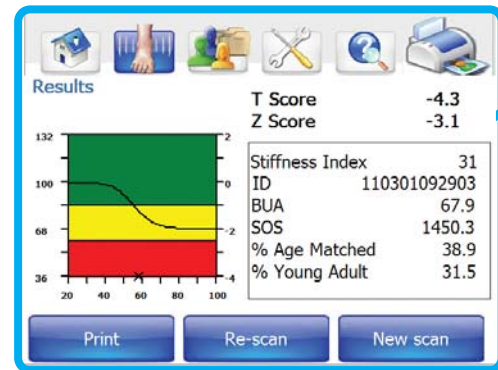 Results
T Score -4.3
Z Score -3.1
132 2
100 0
68 -2
36 -4
20 40 60 80 100
Stiffness Index 31
ID 110301092903
BUA 67.9
SOS 1450.3
% Age Matched 38.9
% Young Adult 31.5
Print Re-scan New scan